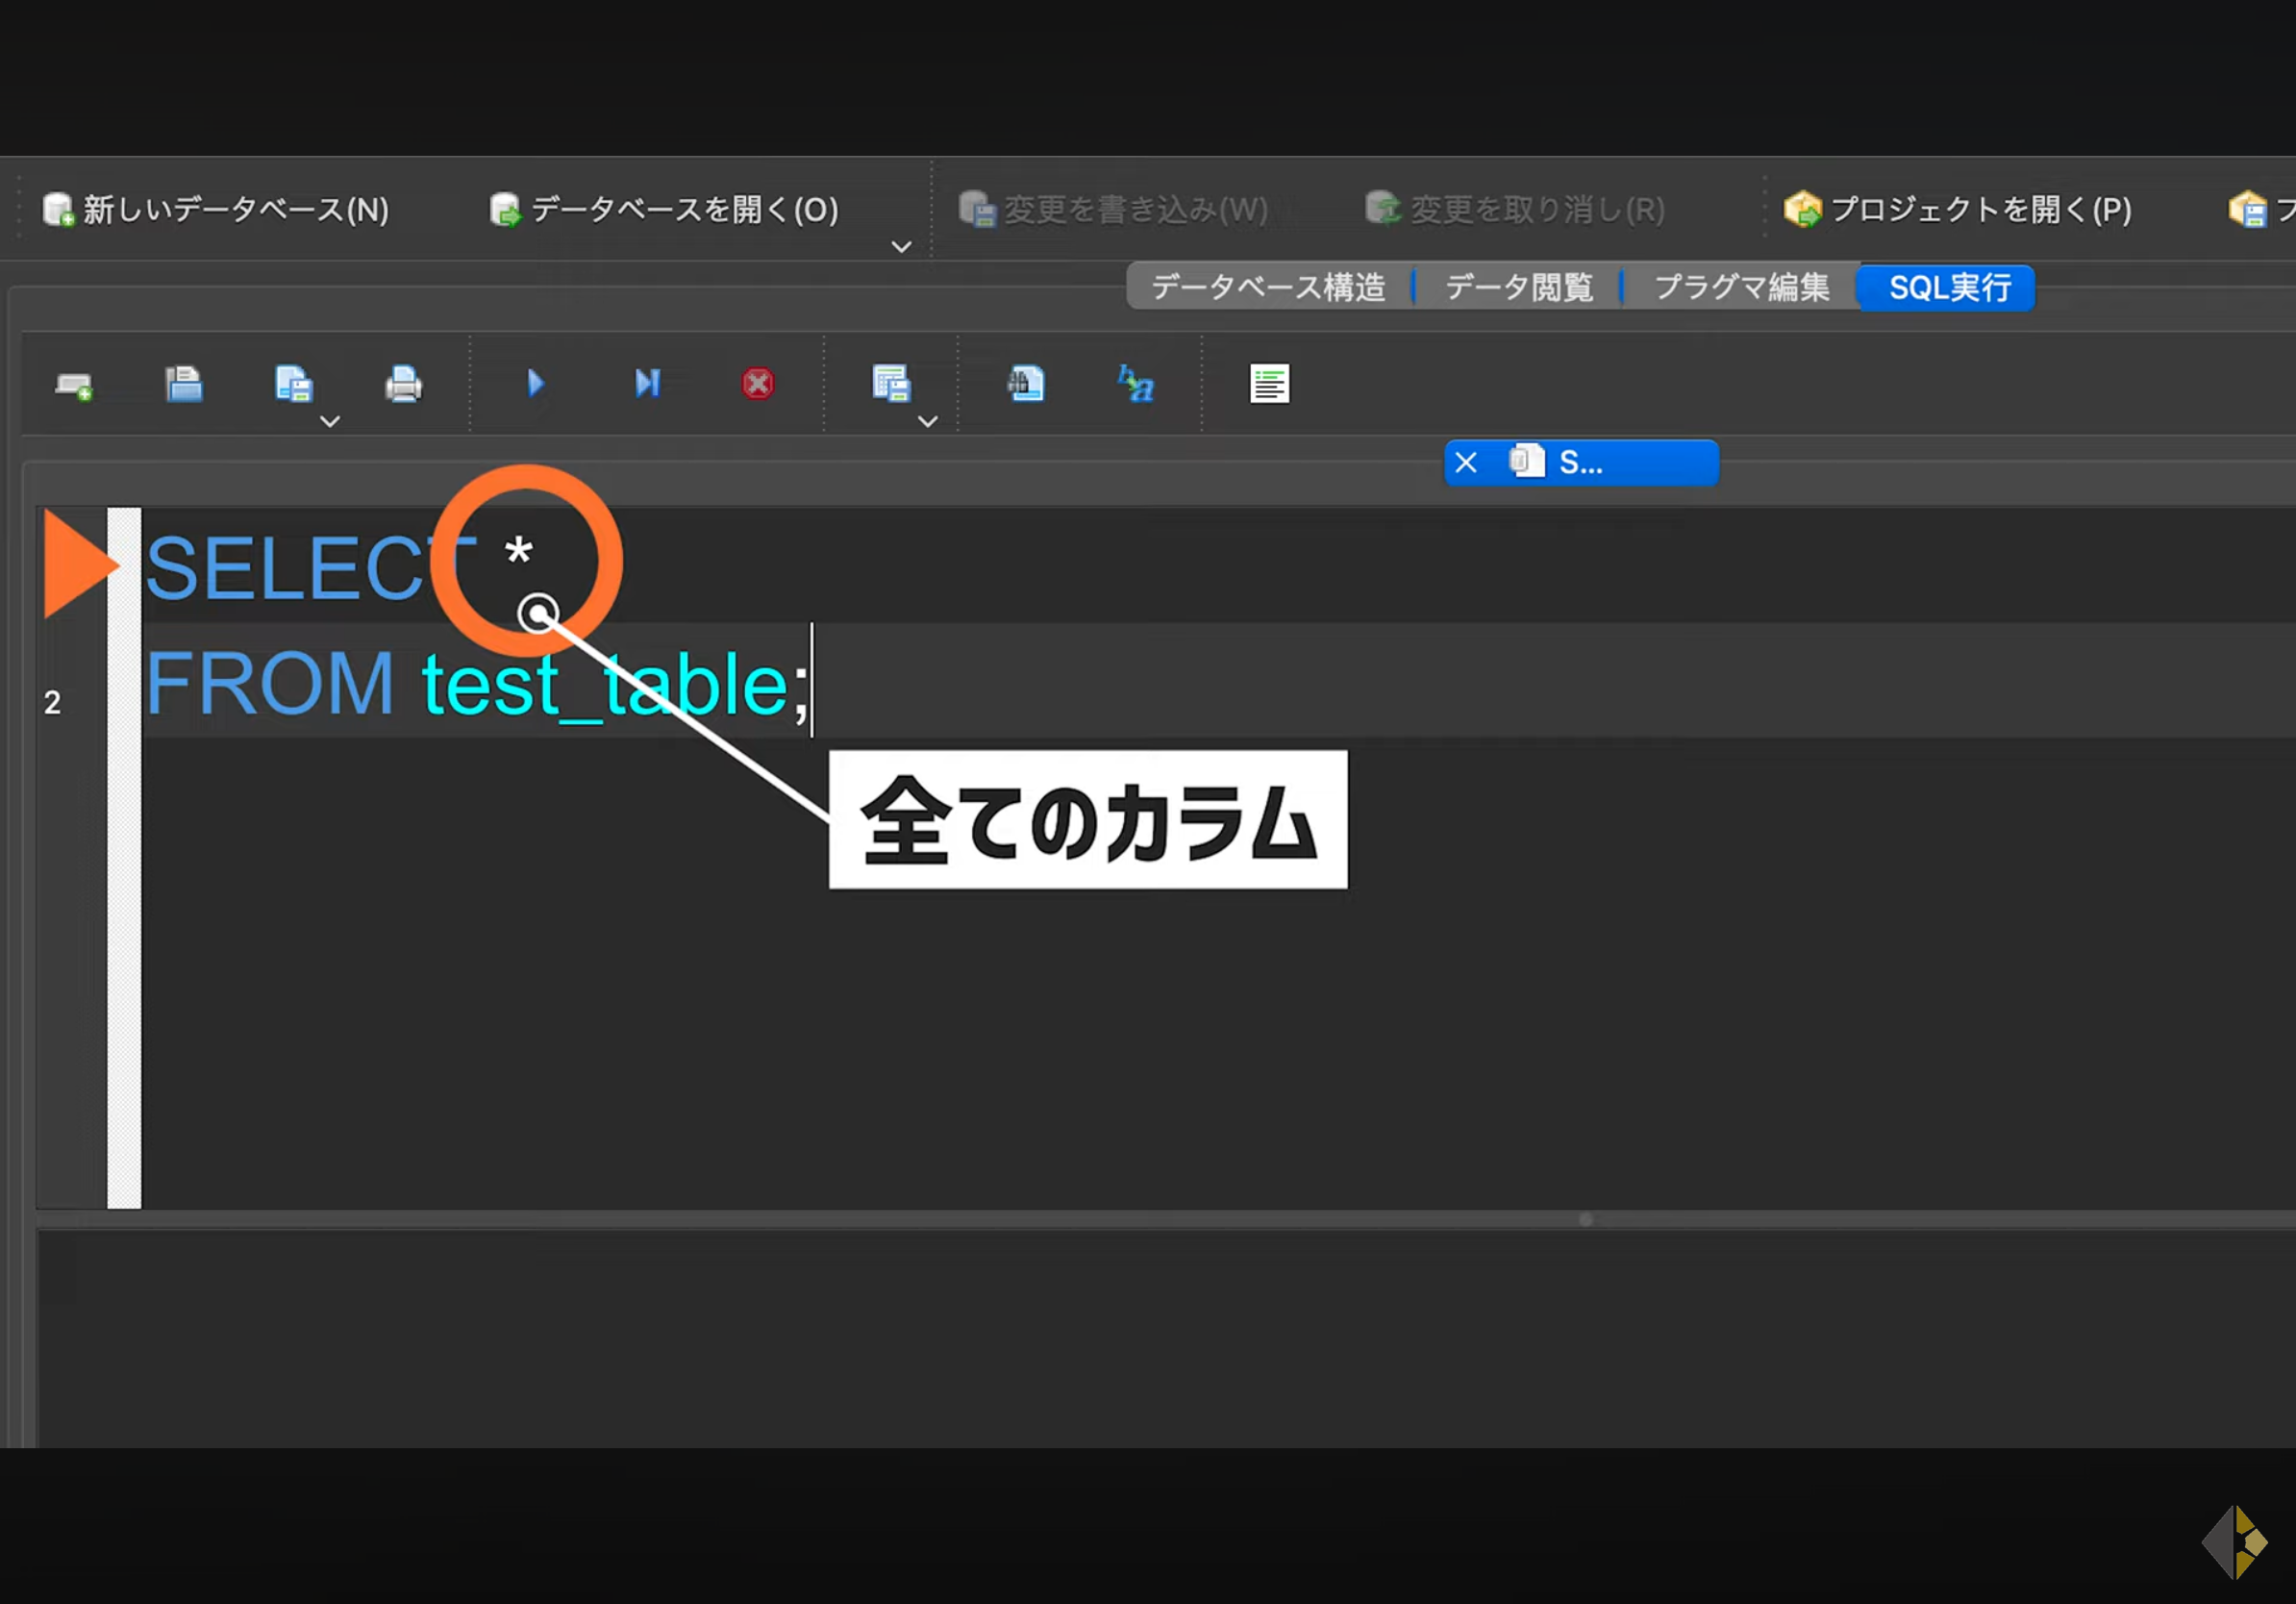 新しいデータベース(N) データベースを開く(O) 変更を書き込み(W) 変更を取り消し(R) プロジェクトを開く(P) プ
データベース構造 データ閲覧 プラグマ編集 SQL実行
S...
SELECT *
2 FROM test_table;
全てのカラム